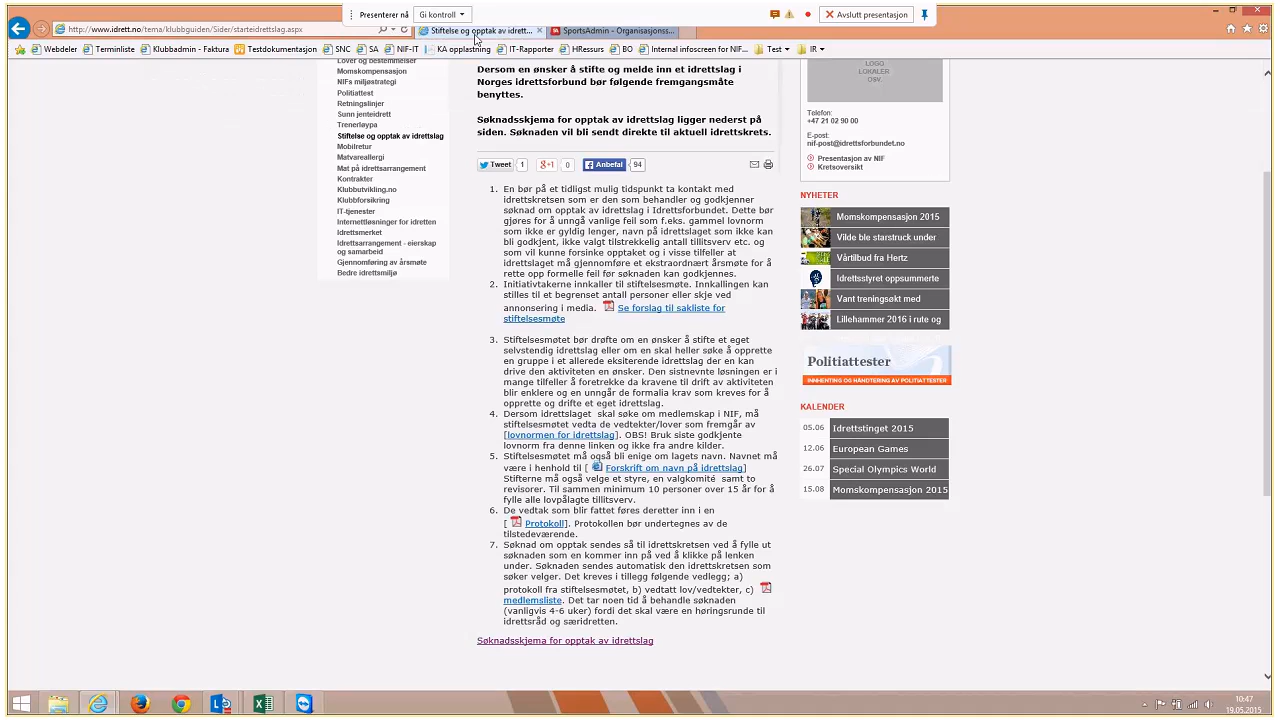 Presenterer nå
Gi kontroll
Avslutt presentasjon
http://www.idrett.no/tema/klubbguiden/Sider/starteidrettslag.aspx
Stiftelse og opptak av idrett...
SportsAdmin - Organisasjonss...
Webdeler
Terminliste
Klubbadmin - Faktura
Testdokumentasjon
SNC
SA
NIF-IT
KA opplastning
IT-Rapporter
HRessurs
BO
Internal infoscreen for NIF...
Test
IR
Lover og bestemmelser
Momskompensasjon
NIFs miljøstrategi
Politiattest
Retningslinjer
Sunn jenteidrett
Trenerløypa
Stiftelse og opptak av idrettslag
Mobilretur
Matvareallergi
Mat på idrettsarrangement
Kontrakter
Klubbutvikling.no
Klubbforsikring
IT-tjenester
Internettløsninger for idretten
Idrettsmerket
Idrettsarrangement - eierskap
og samarbeid
Gjennomføring av årsmøte
Bedre idrettsmiljø
Dersom en ønsker å stifte og melde inn et idrettslag i
Norges idrettsforbund bør følgende fremgangsmåte
benyttes.
Søknadsskjema for opptak av idrettslag ligger nederst på
siden. Søknaden vil bli sendt direkte til aktuell idrettskrets.
Tweet 1
g+1 0
Anbefal 94
1. En bør på et tidligst mulig tidspunkt ta kontakt med
idrettskretsen som er den som behandler og godkjenner
søknad om opptak av idrettslag i Idrettsforbundet. Dette bør
gjøres for å unngå vanlige feil som f.eks. gammel lovnorm
som ikke er gyldig lenger, navn på idrettslaget som ikke kan
bli godkjent, ikke valgt tilstrekkelig antall tillitsverv etc. og
som vil kunne forsinke opptaket og i visse tilfeller at
idrettslaget må gjennomføre et ekstraordnært årsmøte for å
rette opp formelle feil før søknaden kan godkjennes.
2. Initiativtakerne innkaller til stiftelsesmøte. Innkallingen kan
stilles til et begrenset antall personer eller skje ved
annonsering i media. Se forslag til sakliste for
stiftelsesmøte
3. Stiftelsesmøtet bør drøfte om en ønsker å stifte et eget
selvstendig idrettslag eller om en skal heller søke å opprette
en gruppe i et allerede eksiterende idrettslag der en kan
drive den aktiviteten en ønsker. Den sistnevnte løsningen er i
mange tilfeller å foretrekke da kravene til drift av aktiviteten
blir enklere og en unngår de formalia krav som kreves for å
opprette og drifte et eget idrettslag.
4. Dersom idrettslaget skal søke om medlemskap i NIF, må
stiftelsesmøtet vedta de vedtekter/lover som fremgår av
[lovnormen for idrettslag]. OBS! Bruk siste godkjente
lovnorm fra denne linken og ikke fra andre kilder.
5. Stiftelsesmøtet må også bli enige om lagets navn. Navnet må
være i henhold til [ Forskrift om navn på idrettslag]
Stifterne må også velge et styre, en valgkomité samt to
revisorer. Til sammen minimum 10 personer over 15 år for å
fylle alle lovpålagte tillitsverv.
6. De vedtak som blir fattet føres deretter inn i en
[ Protokoll]. Protokollen bør undertegnes av de
tilstedeværende.
7. Søknad om opptak sendes så til idrettskretsen ved å fylle ut
søknaden som en kommer inn på ved å klikke på lenken
under. Søknaden sendes automatisk den idrettskretsen som
søker velger. Det kreves i tillegg følgende vedlegg; a)
protokoll fra stiftelsesmøtet, b) vedtatt lov/vedtekter, c)
medlemsliste. Det tar noen tid å behandle søknaden
(vanligvis 4-6 uker) fordi det skal være en høringsrunde til
idrettsråd og særidretten.
Søknadsskjema for opptak av idrettslag
LOGO
LOKALER
OSV.
Telefon:
+47 21 02 90 00
E-post:
nif-post@idrettsforbundet.no
Presentasjon av NIF
Kretsoversikt
NYHETER
Momskompensasjon 2015
Vilde ble starstruck under
Vårtilbud fra Hertz
Idrettsstyret oppsummerte
Vant treningsøkt med
Lillehammer 2016 i rute og
Politiattester
INNHENTING OG HÅNDTERING AV POLITIATTESTER
KALENDER
05.06 Idrettstinget 2015
12.06 European Games
26.07 Special Olympics World
15.08 Momskompensasjon 2015
10:47
19.05.2015